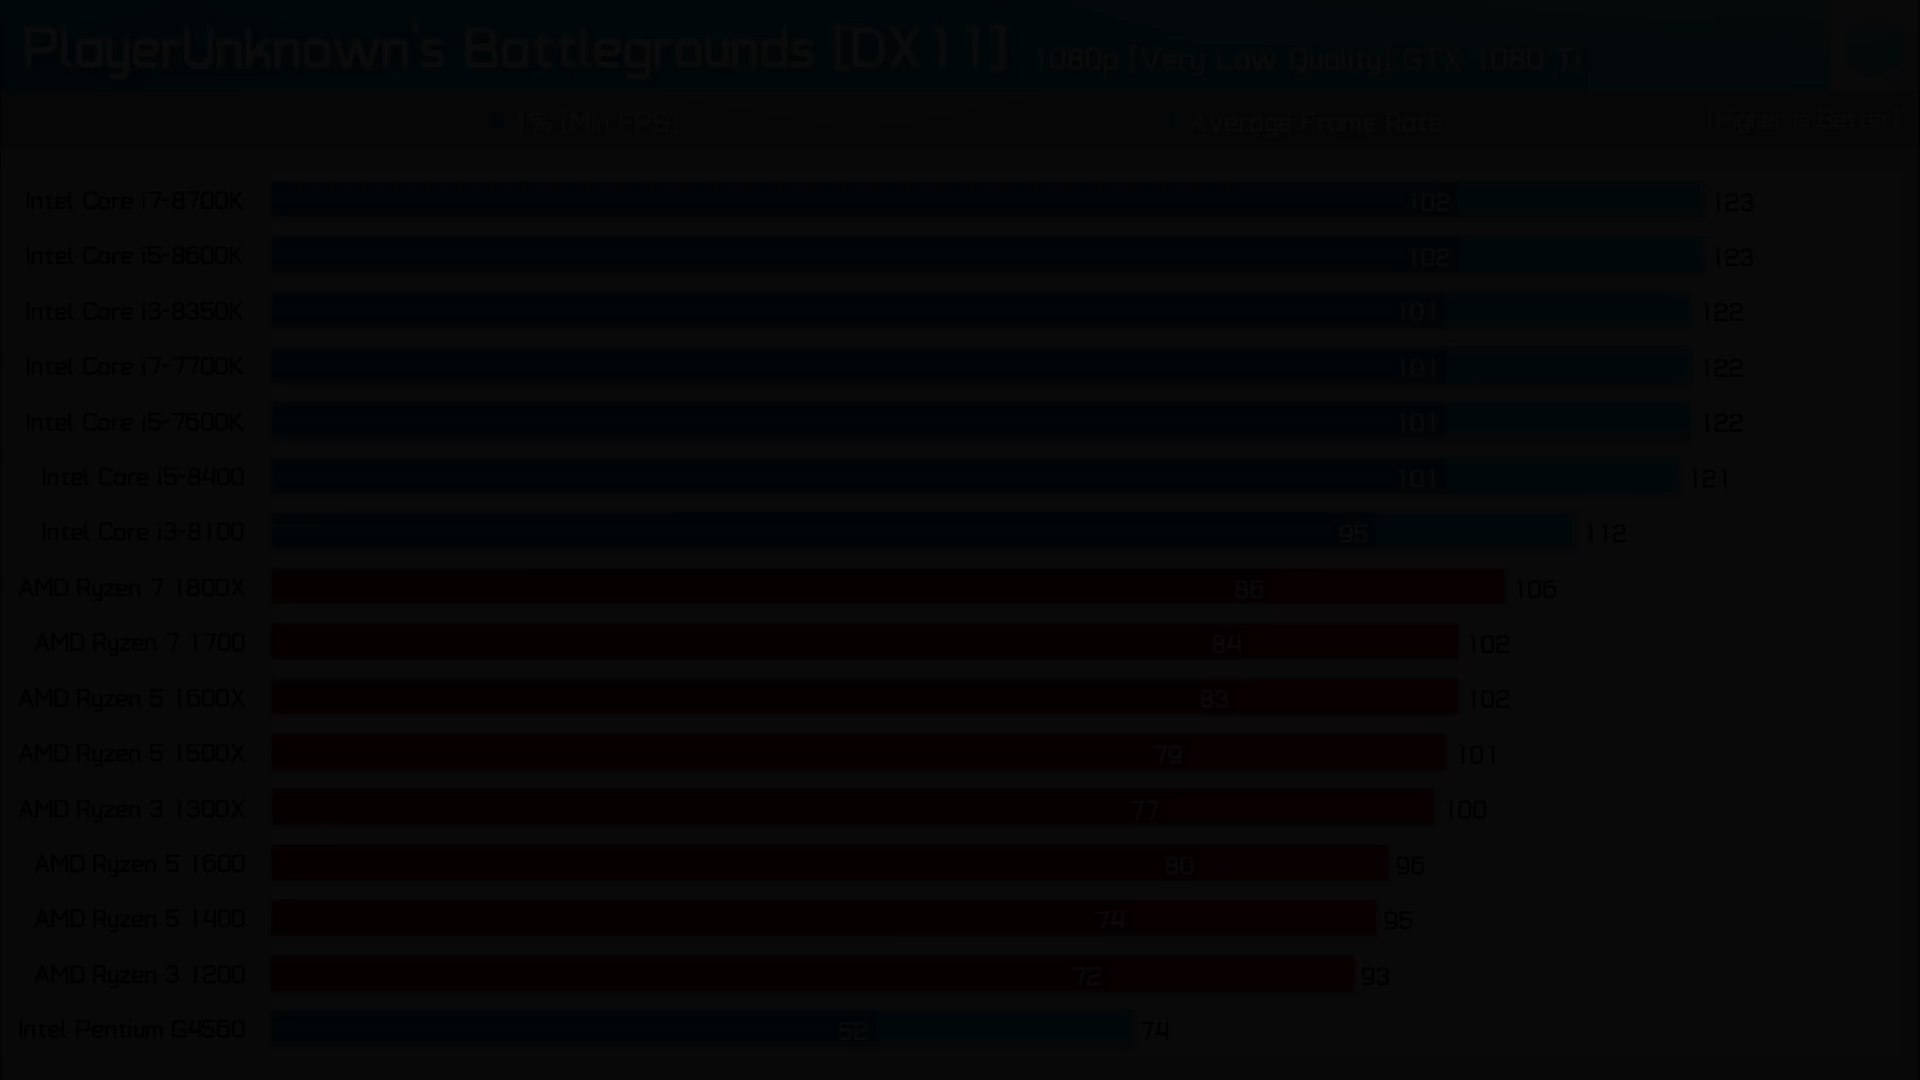 PlayerUnknown's Battlegrounds [DX11] 1080p [Very Low Quality] GTX 1080 Ti
1% (Min FPS) Average Frame Rate (Higher is Better)
Intel Core i7-8700K 102 123
Intel Core i5-8600K 102 123
Intel Core i3-8350K 101 122
Intel Core i7-7700K 101 122
Intel Core i5-7600K 101 122
Intel Core i5-8400 101 121
Intel Core i3-8100 95 112
AMD Ryzen 7 1800X 86 106
AMD Ryzen 7 1700 84 102
AMD Ryzen 5 1600X 83 102
AMD Ryzen 5 1500X 79 101
AMD Ryzen 3 1300X 77 100
AMD Ryzen 5 1600 80 96
AMD Ryzen 5 1400 74 95
AMD Ryzen 3 1200 72 93
Intel Pentium G4560 52 74